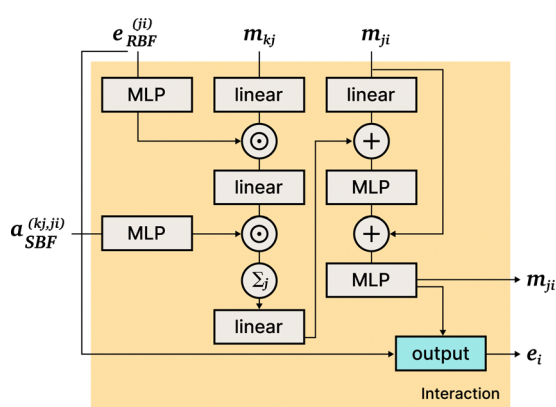 e_RBF^(ji) m_kj m_ji
MLP linear linear
⊙ +
linear MLP
a_SBF^(kj,ji) MLP ⊙ +
Σ_j MLP
m_ji
linear
output e_i
Interaction